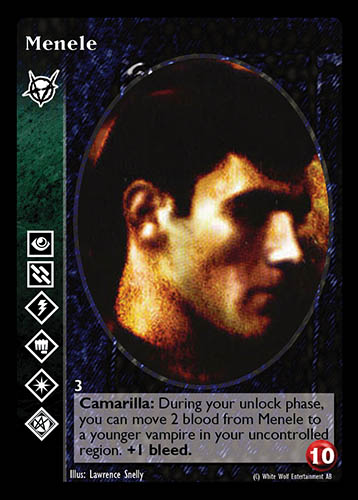 Menele
3
Camarilla: During your unlock phase,
you can move 2 blood from Menele to
a younger vampire in your uncontrolled
region. +1 bleed.
10
Illus: Lawrence Snelly
(C) White Wolf Entertainment AB